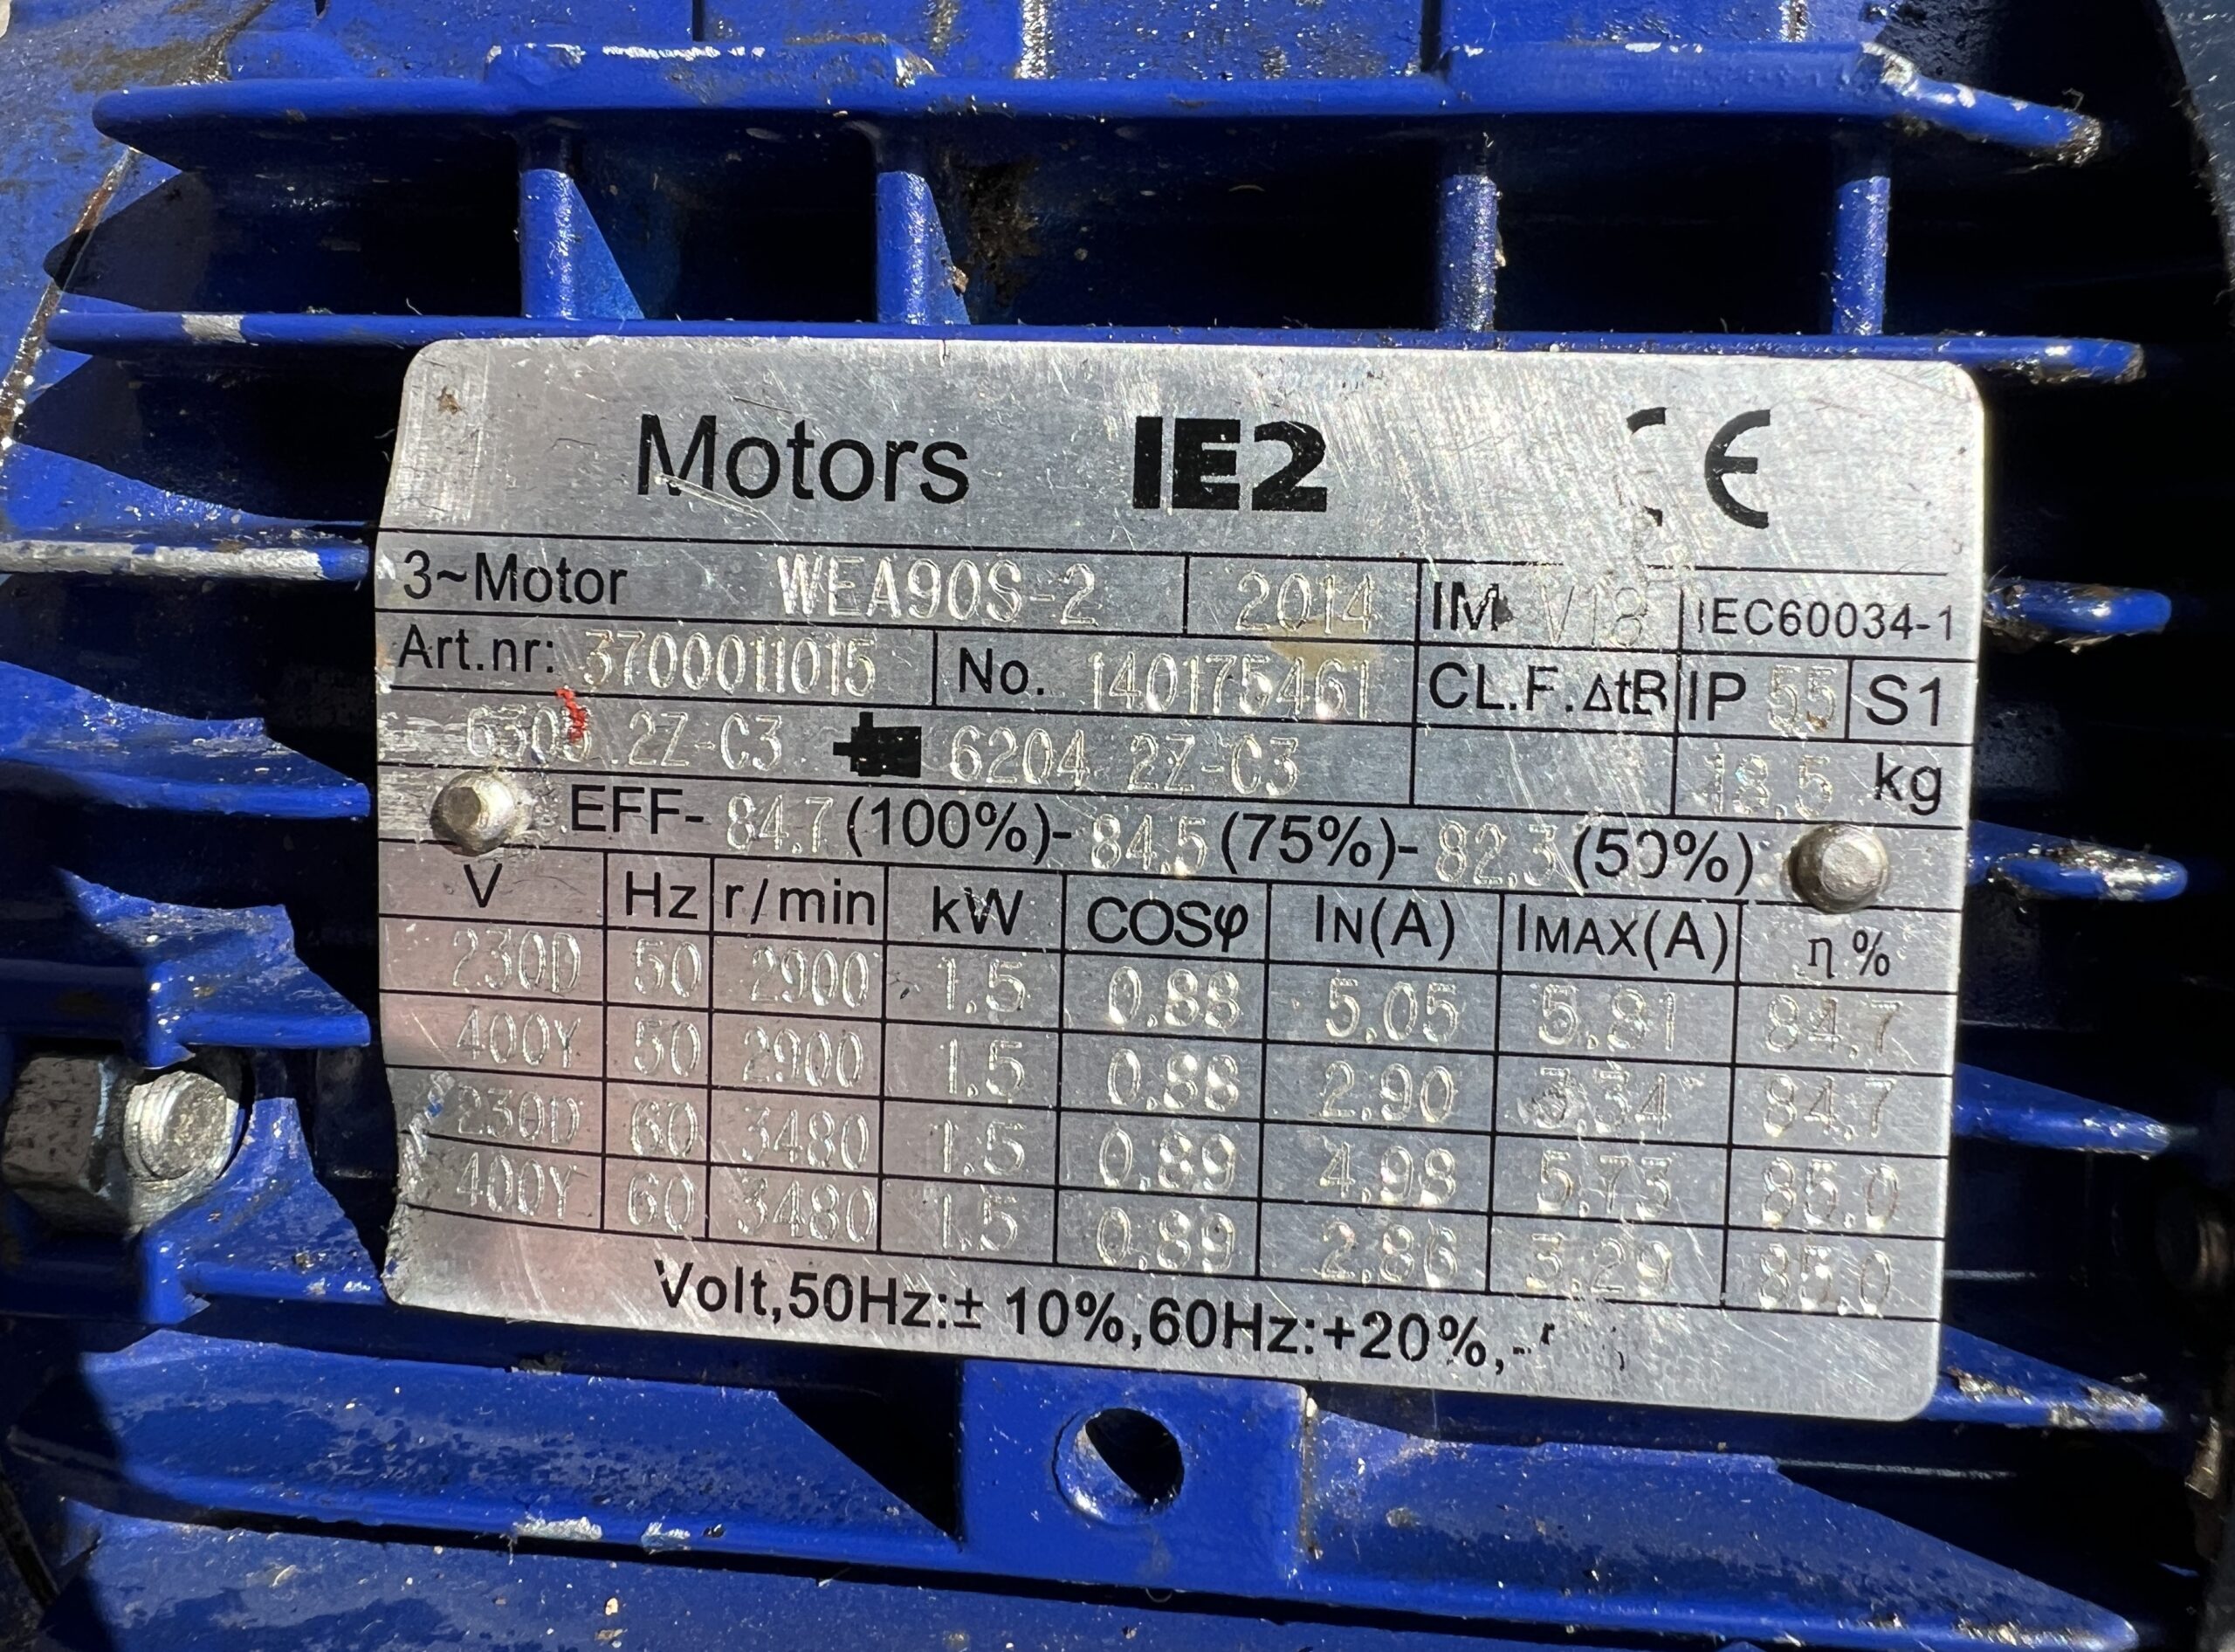 Motors IE2 CE
3~Motor WEA90S-2 2014 IM V18 IEC60034-1
Art.nr: 3700011015 No. 140175461 CL.F.ΔtB IP 55 S1
2Z-C3 6204 2Z-C3 kg
EFF- 84.7 (100%)- 84.5 (75%)- 82.3 (50%)
V Hz r/min kW COSφ IN(A) IMAX(A) η%
230D 50 2900 1.5 0.88 5.05 5.81 84.7
400Y 50 2900 1.5 0.88 2.90 3.34 84.7
230D 60 3480 1.5 0.89 4.98 5.73 85.0
400Y 60 3480 1.5 0.89 2.86 3.29 85.0
Volt,50Hz:± 10%,60Hz:+20%,-